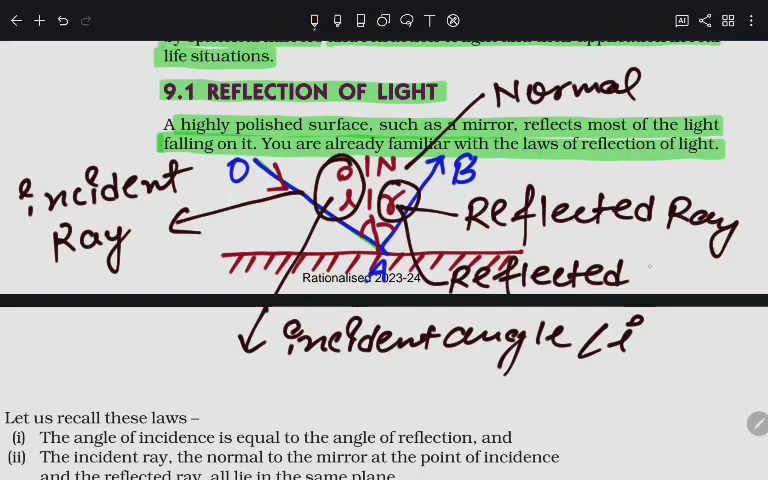 life situations.
9.1 REFLECTION OF LIGHT
Normal
A highly polished surface, such as a mirror, reflects most of the light
falling on it. You are already familiar with the laws of reflection of light.
O
N
B
incident
Ray
i
r
Reflected Ray
A
Rationalised 2023-24
Reflected
incident angle ∠i
Let us recall these laws –
(i) The angle of incidence is equal to the angle of reflection, and
(ii) The incident ray, the normal to the mirror at the point of incidence
and the reflected ray, all lie in the same plane.